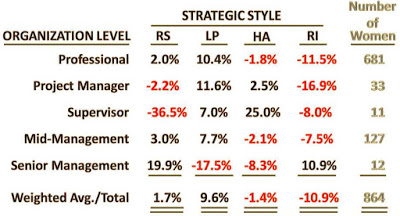 STRATEGIC STYLE Number of Women
ORGANIZATION LEVEL RS LP HA RI
Professional 2.0% 10.4% -1.8% -11.5% 681
Project Manager -2.2% 11.6% 2.5% -16.9% 33
Supervisor -36.5% 7.0% 25.0% -8.0% 11
Mid-Management 3.0% 7.7% -2.1% -7.5% 127
Senior Management 19.9% -17.5% -8.3% 10.9% 12
Weighted Avg./Total 1.7% 9.6% -1.4% -10.9% 864